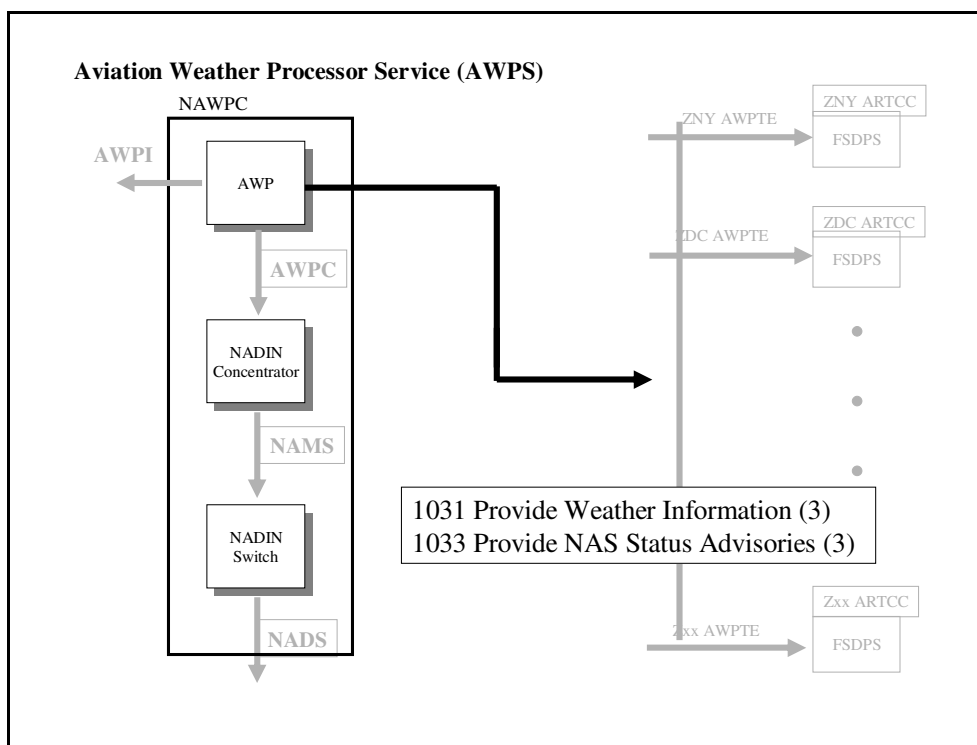 Aviation Weather Processor Service (AWPS)
NAWPC
AWPI
AWP
AWPC
NADIN
Concentrator
NAMS
NADIN
Switch
NADS
ZNY AWPTE
ZNY ARTCC
FSDPS
ZDC AWPTE
ZDC ARTCC
FSDPS
1031 Provide Weather Information (3)
1033 Provide NAS Status Advisories (3)
Zxx AWPTE
Zxx ARTCC
FSDPS